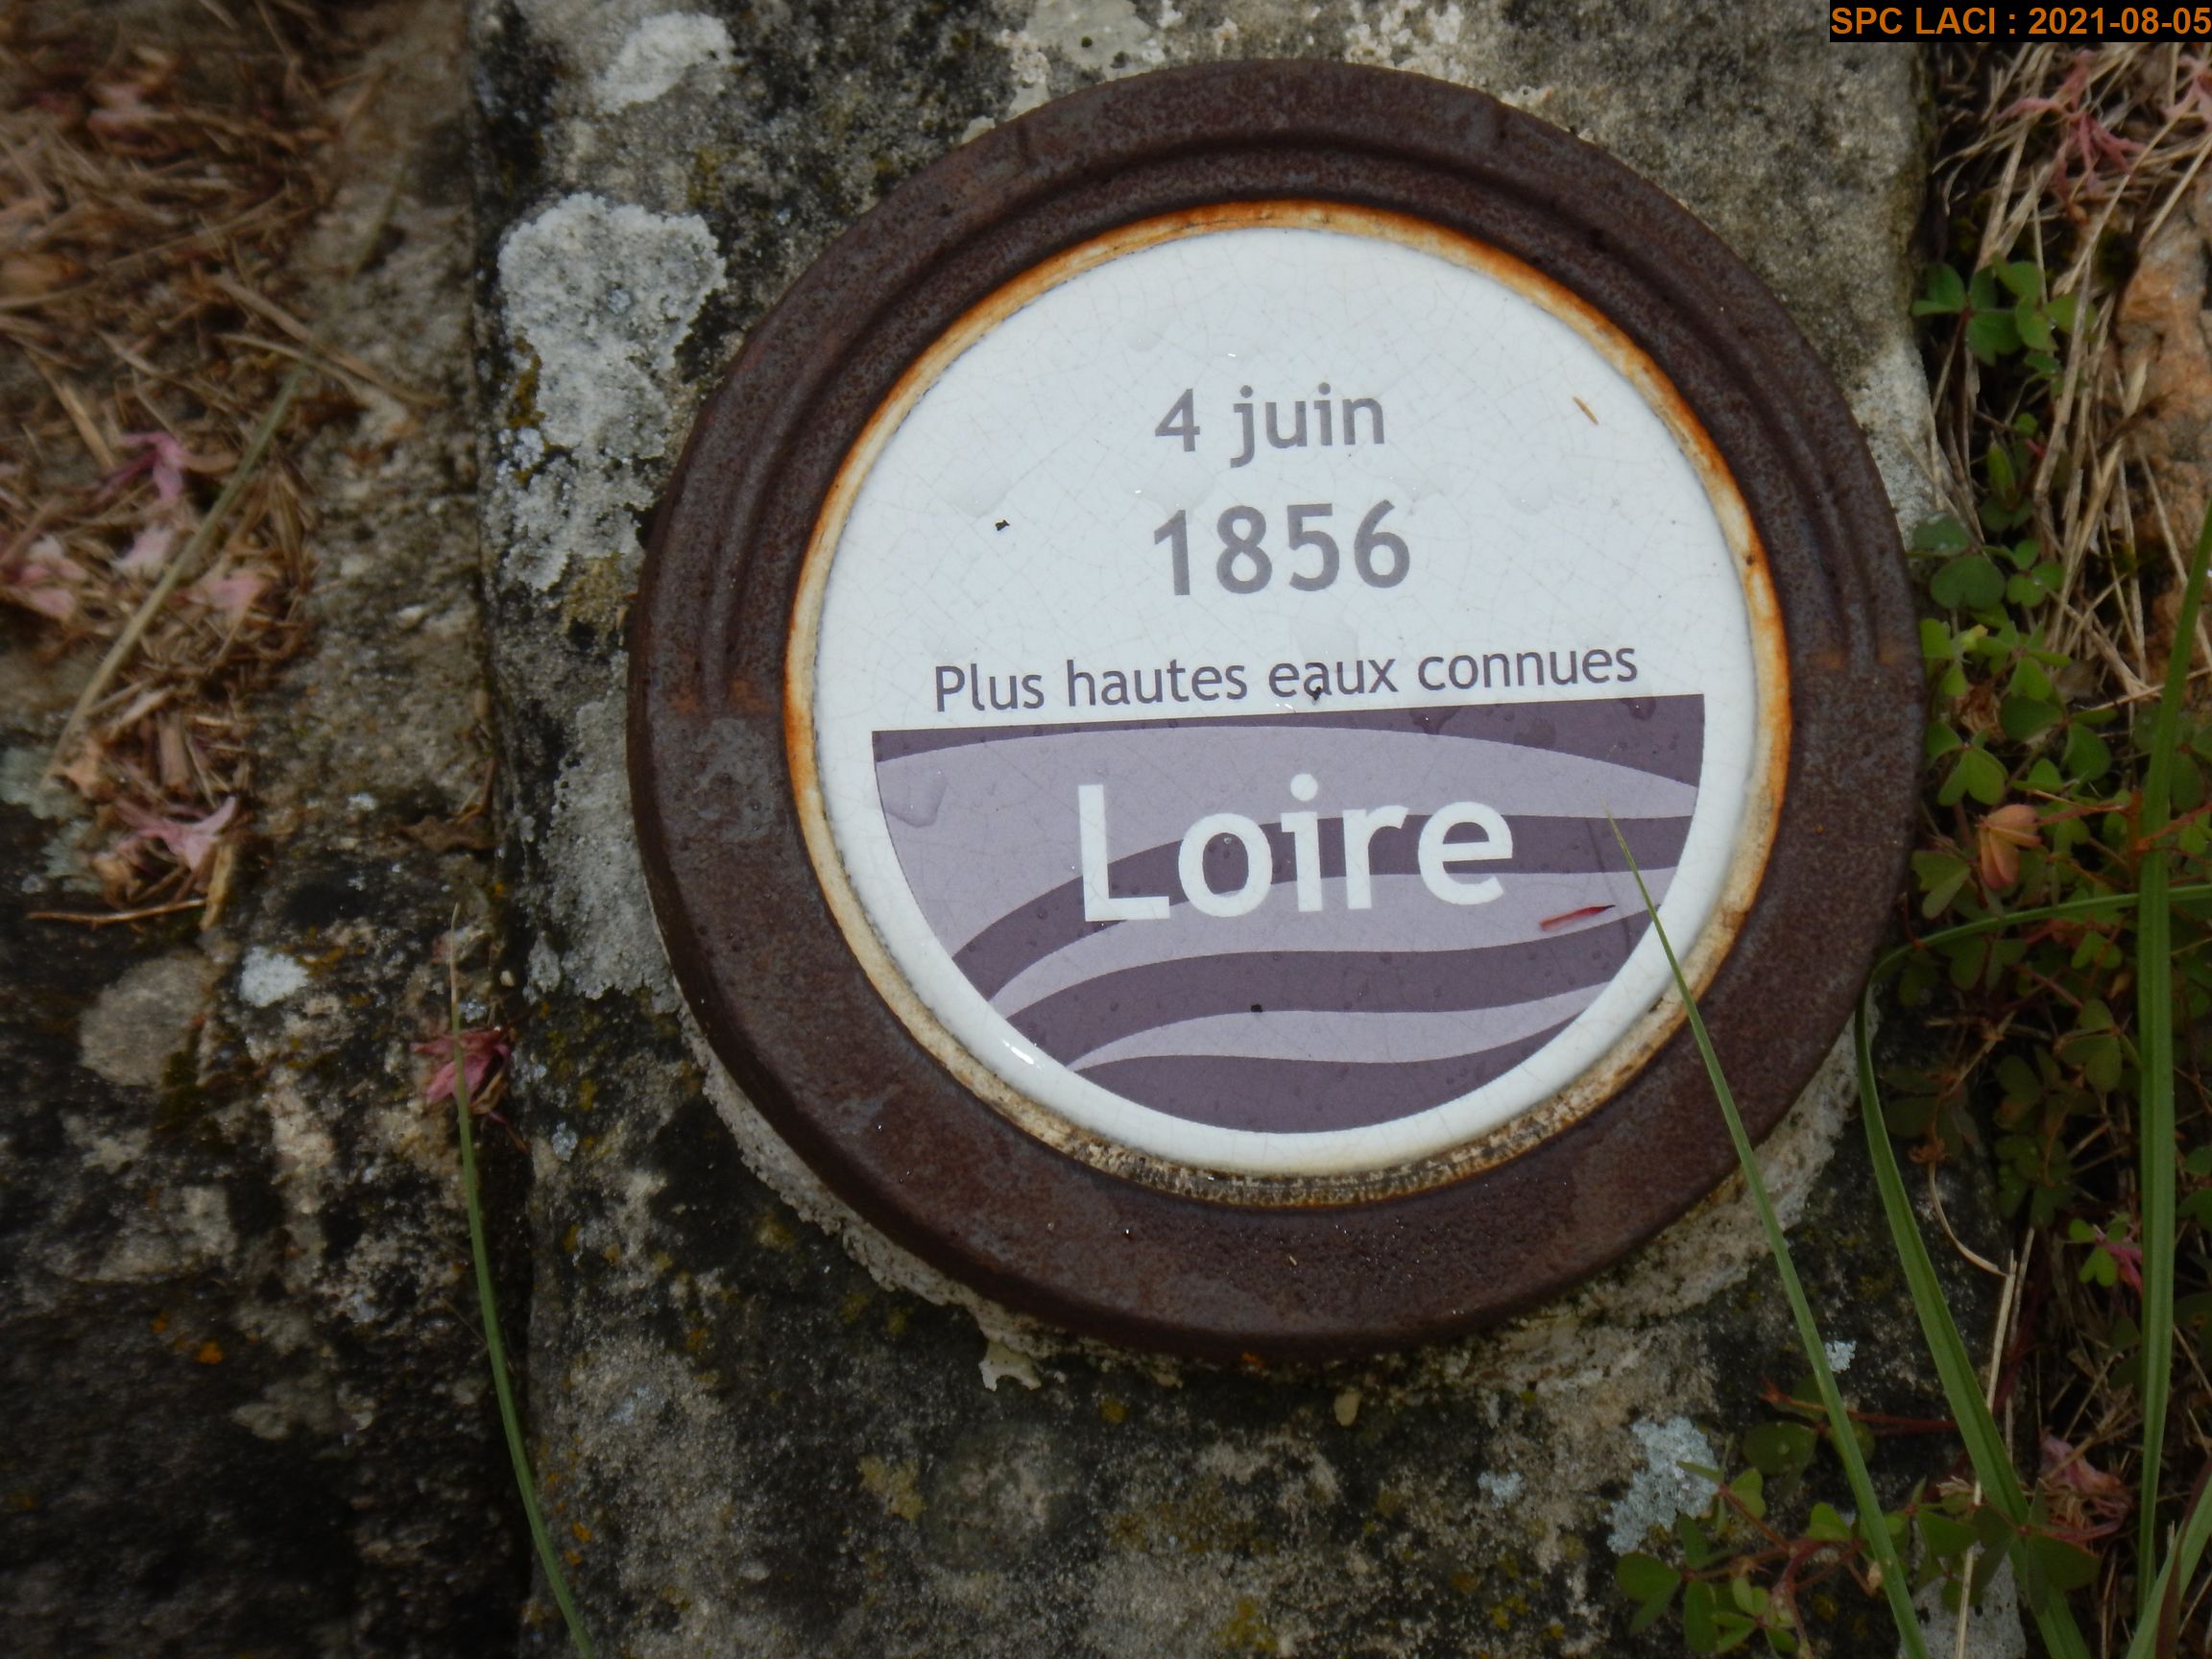 SPC LACI : 2021-08-05
4 juin
1856
Plus hautes eaux connues
Loire